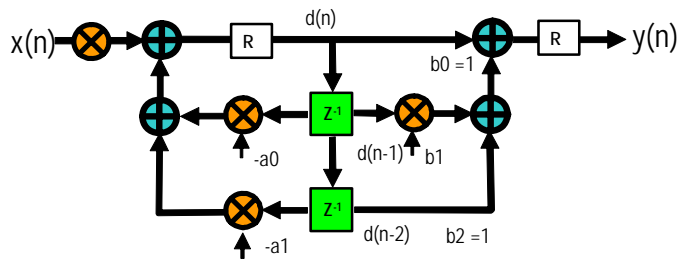 x(n)
R
d(n)
b0 =1
R
y(n)
-a0
Z-1
d(n-1)
b1
-a1
Z-1
d(n-2)
b2 =1